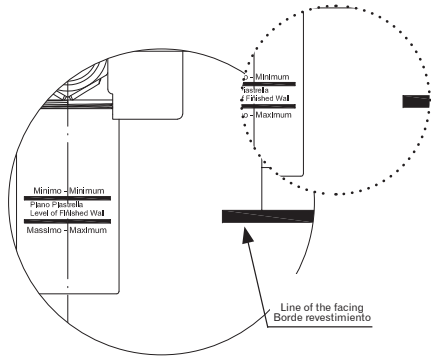 o - Minimum
iastrella
f Finished Wall
o - Maximum
Minimo - Minimum
Piano Piastrella
Level of Finished Wall
Massimo - Maximum
Line of the facing
Borde revestimiento